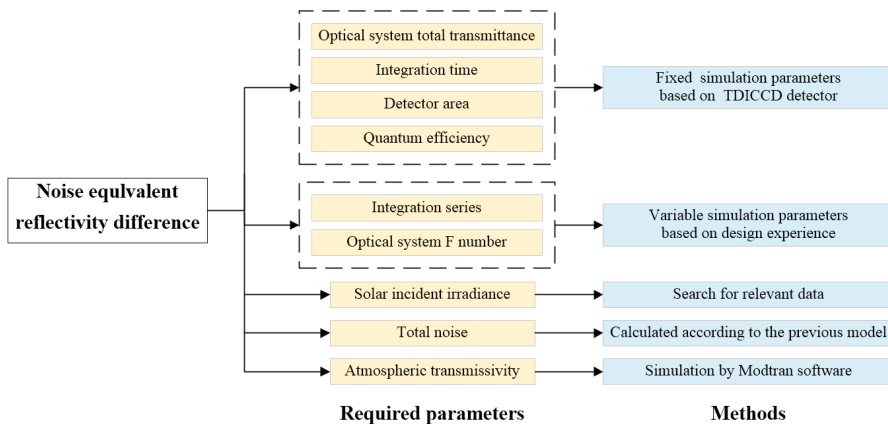 Noise equlvalent
reflectivity difference
Optical system total transmittance
Integration time
Detector area
Quantum efficiency
Fixed simulation parameters
based on TDICCD detector
Integration series
Optical system F number
Variable simulation parameters
based on design experience
Solar incident irradiance
Search for relevant data
Total noise
Calculated according to the previous model
Atmospheric transmissivity
Simulation by Modtran software
Required parameters
Methods